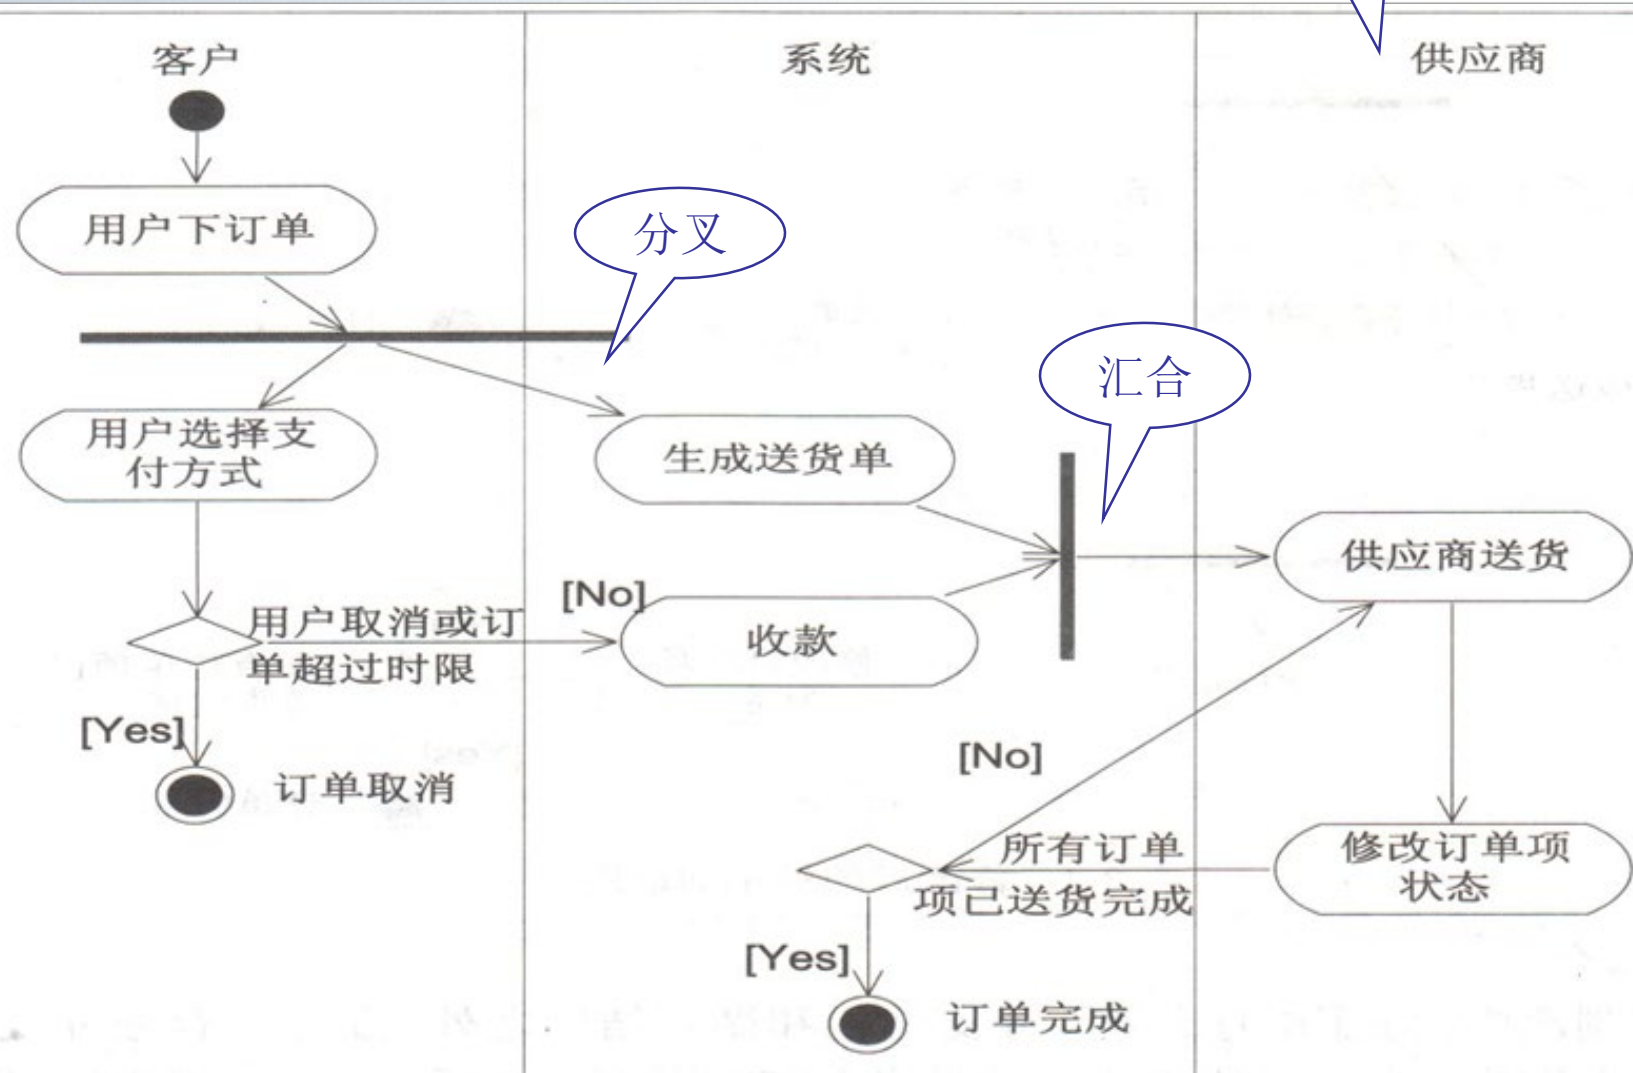 客户
系统
供应商
用户下订单
分叉
汇合
用户选择支
付方式
生成送货单
供应商送货
[No]
用户取消或订
单超过时限
收款
[Yes]
订单取消
[No]
所有订单
项已送货完成
修改订单项
状态
[Yes]
订单完成